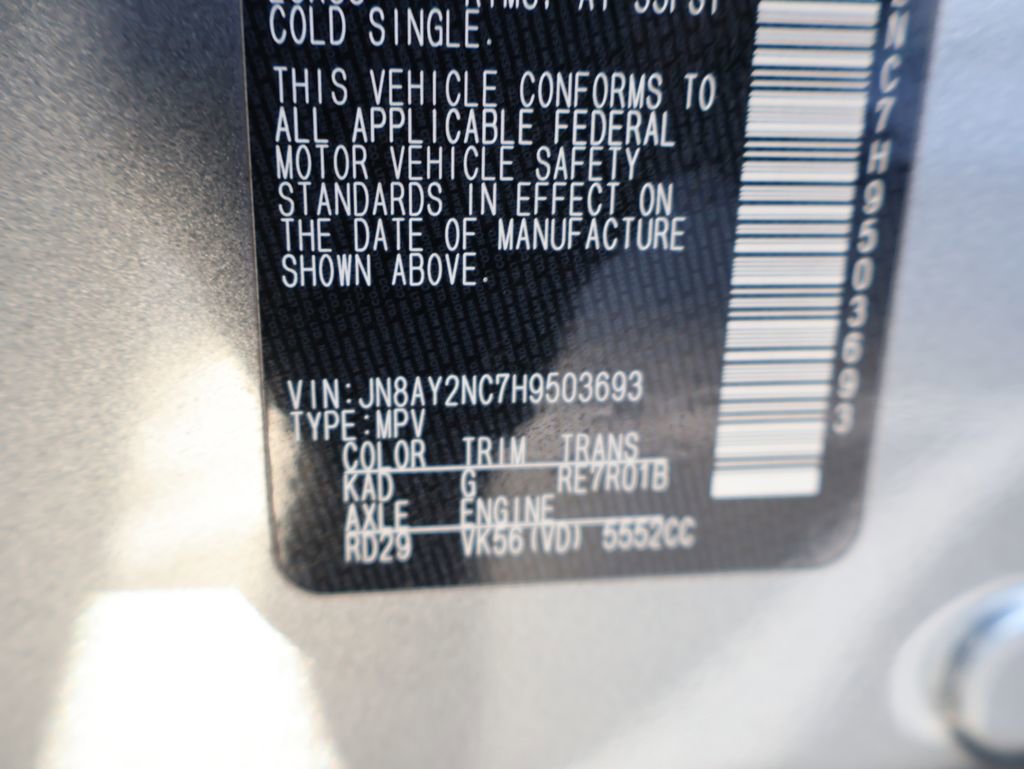 COLD SINGLE.
THIS VEHICLE CONFORMS TO
ALL APPLICABLE FEDERAL
MOTOR VEHICLE SAFETY
STANDARDS IN EFFECT ON
THE DATE OF MANUFACTURE
SHOWN ABOVE.
VIN:JN8AY2NC7H9503693
TYPE:MPV
COLOR TRIM TRANS
KAD G RE7R01B
AXLE ENGINE
RD29 VK56(VD) 5552CC
NC7H9503693